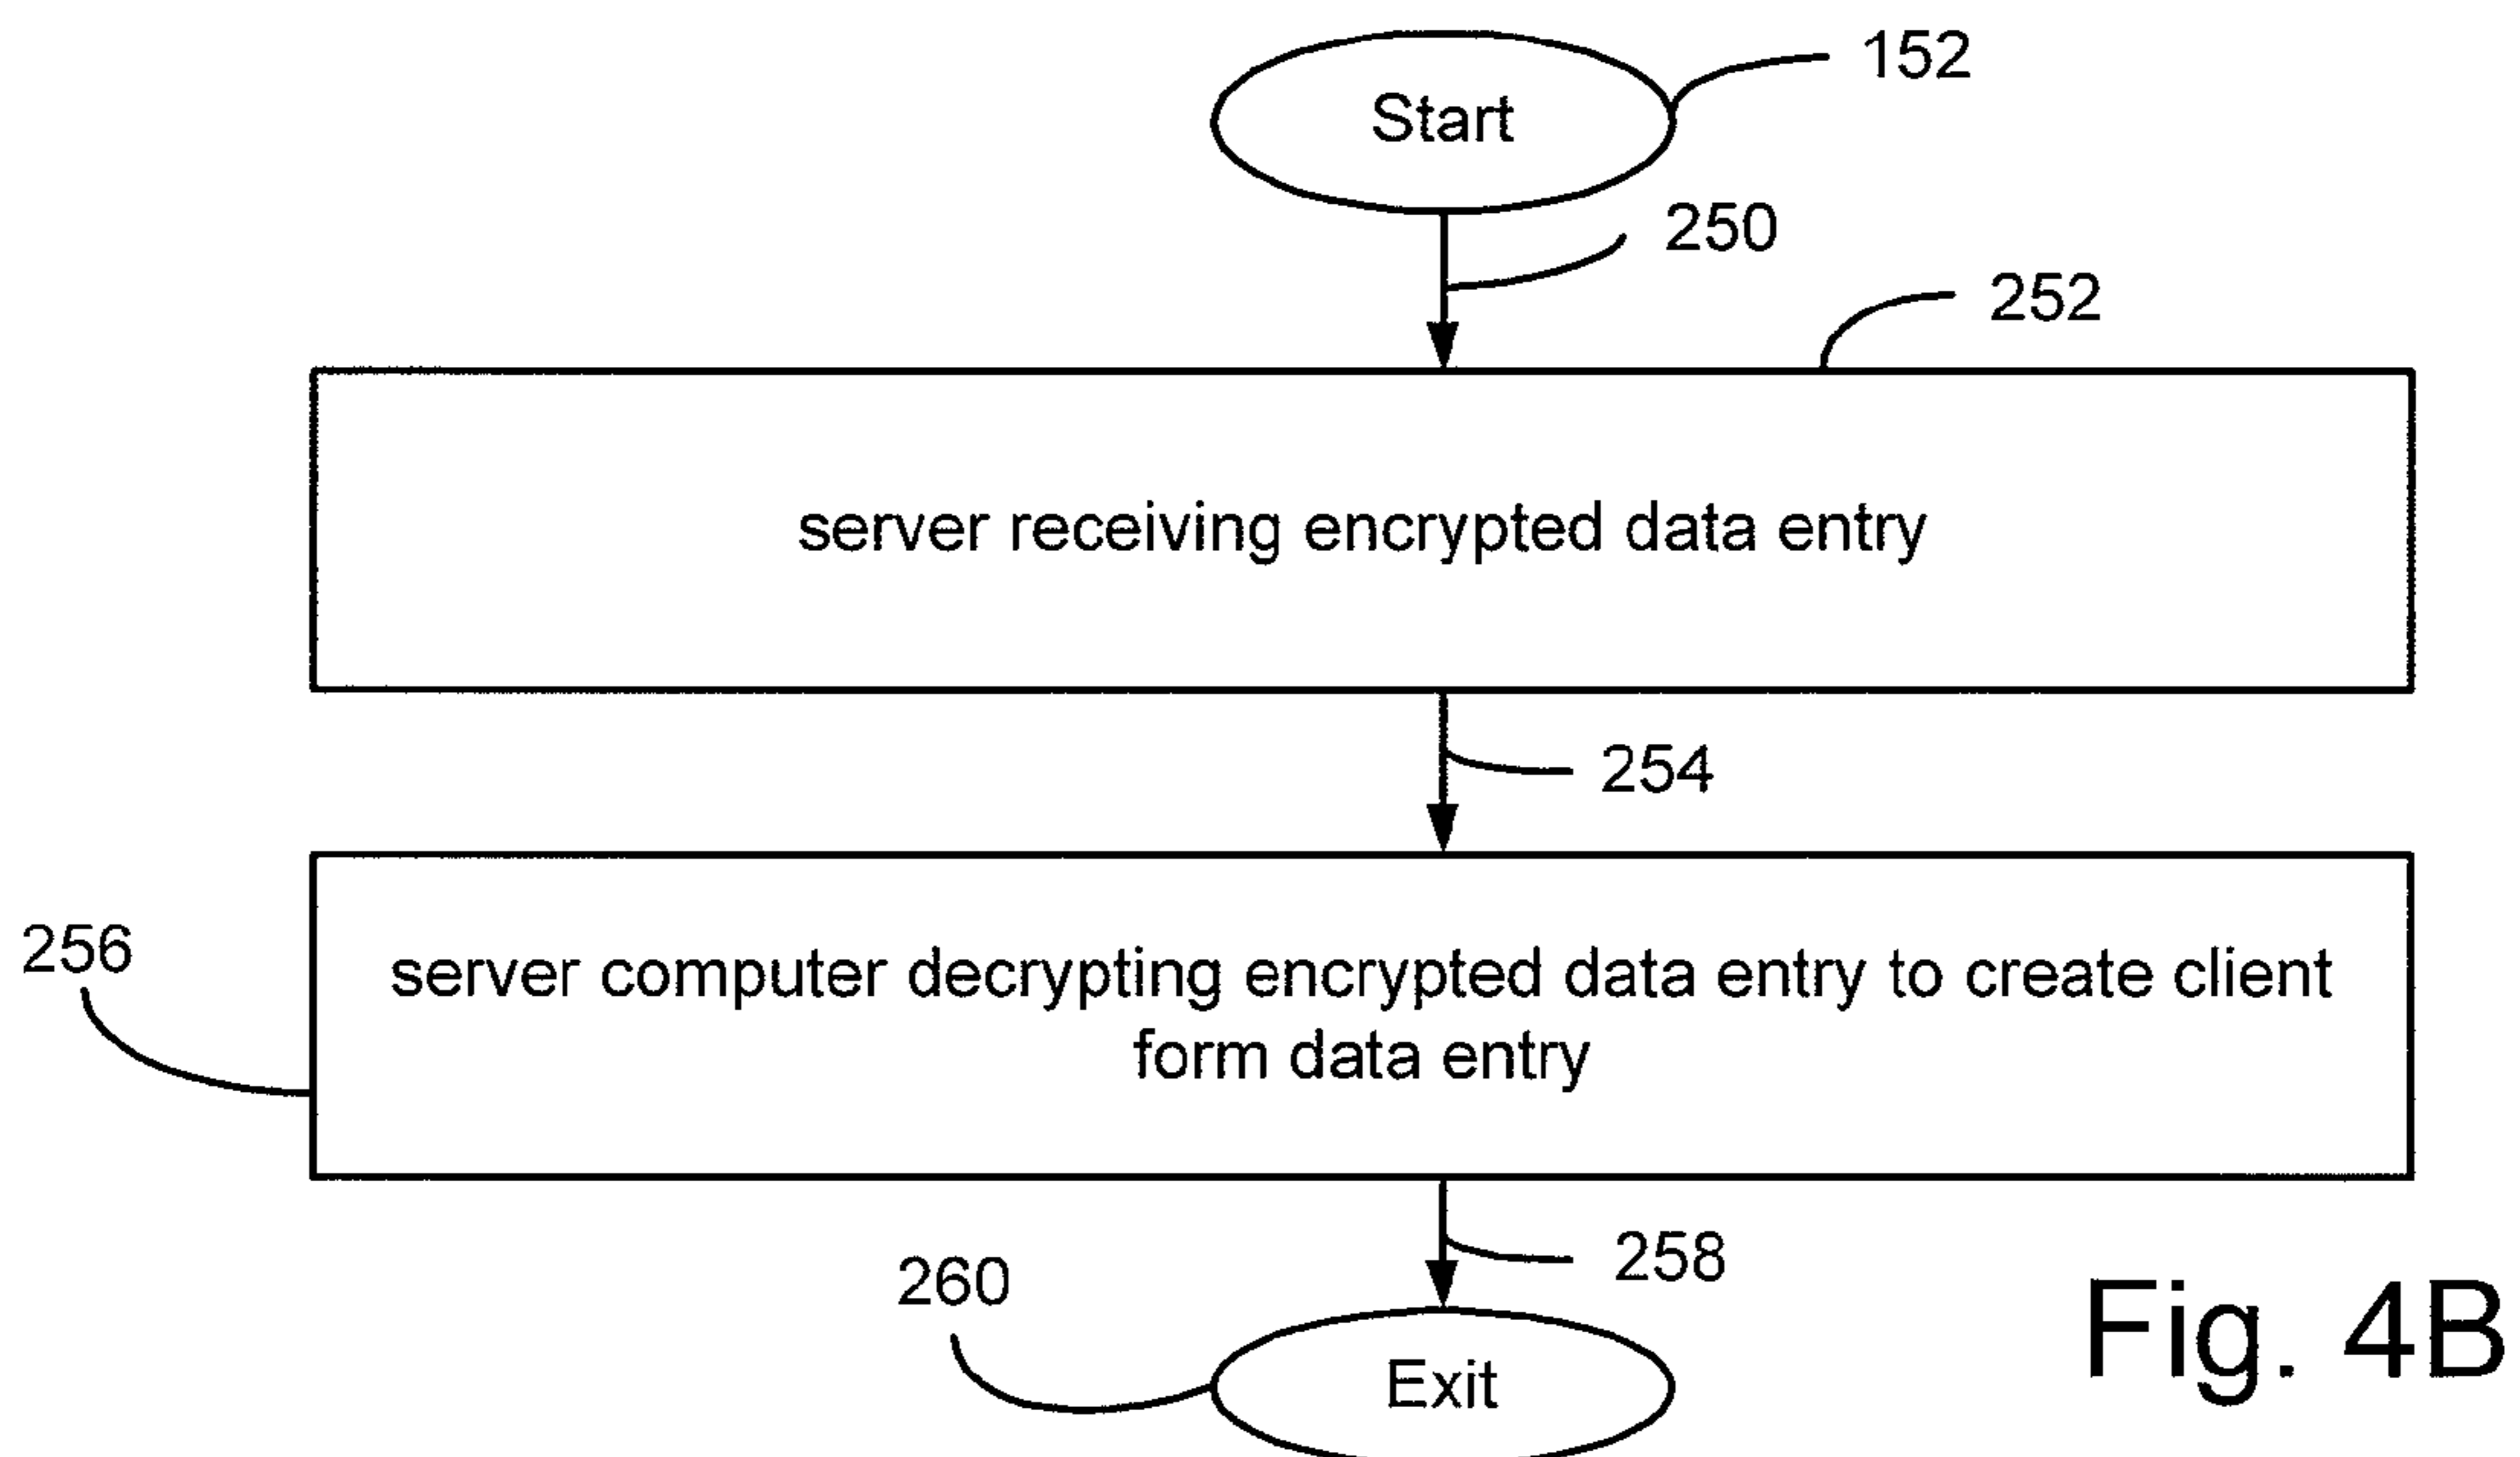 152
Start
250
252
server receiving encrypted data entry
254
256
server computer decrypting encrypted data entry to create client
form data entry
258
260
Exit
Fig. 4B